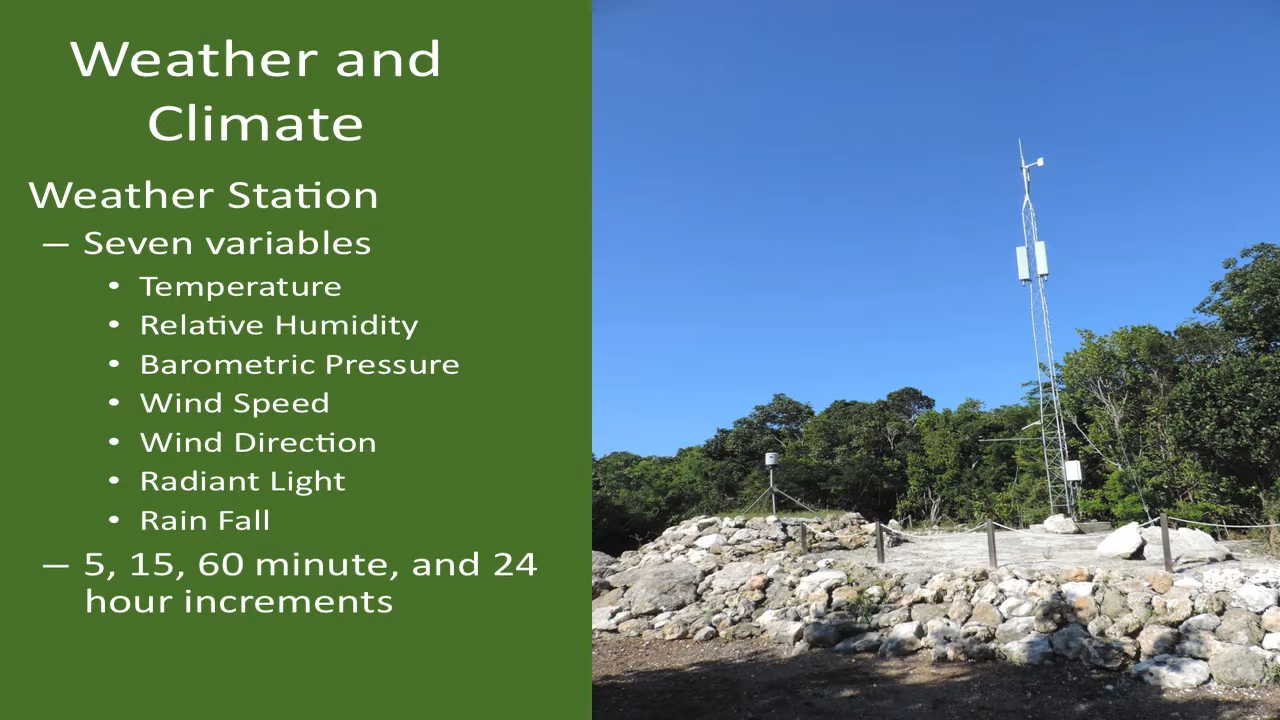 Weather and
Climate
Weather Station
– Seven variables
• Temperature
• Relative Humidity
• Barometric Pressure
• Wind Speed
• Wind Direction
• Radiant Light
• Rain Fall
– 5, 15, 60 minute, and 24
hour increments